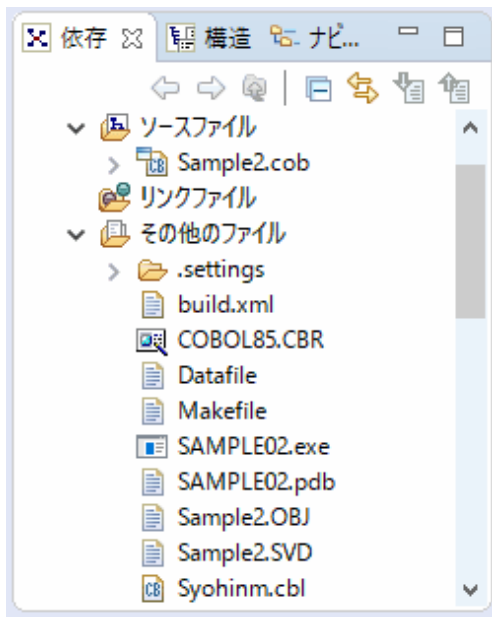 依存 構造 ナビ...
ソースファイル
Sample2.cob
リンクファイル
その他のファイル
.settings
build.xml
COBOL85.CBR
Datafile
Makefile
SAMPLE02.exe
SAMPLE02.pdb
Sample2.OBJ
Sample2.SVD
Syohinm.cbl